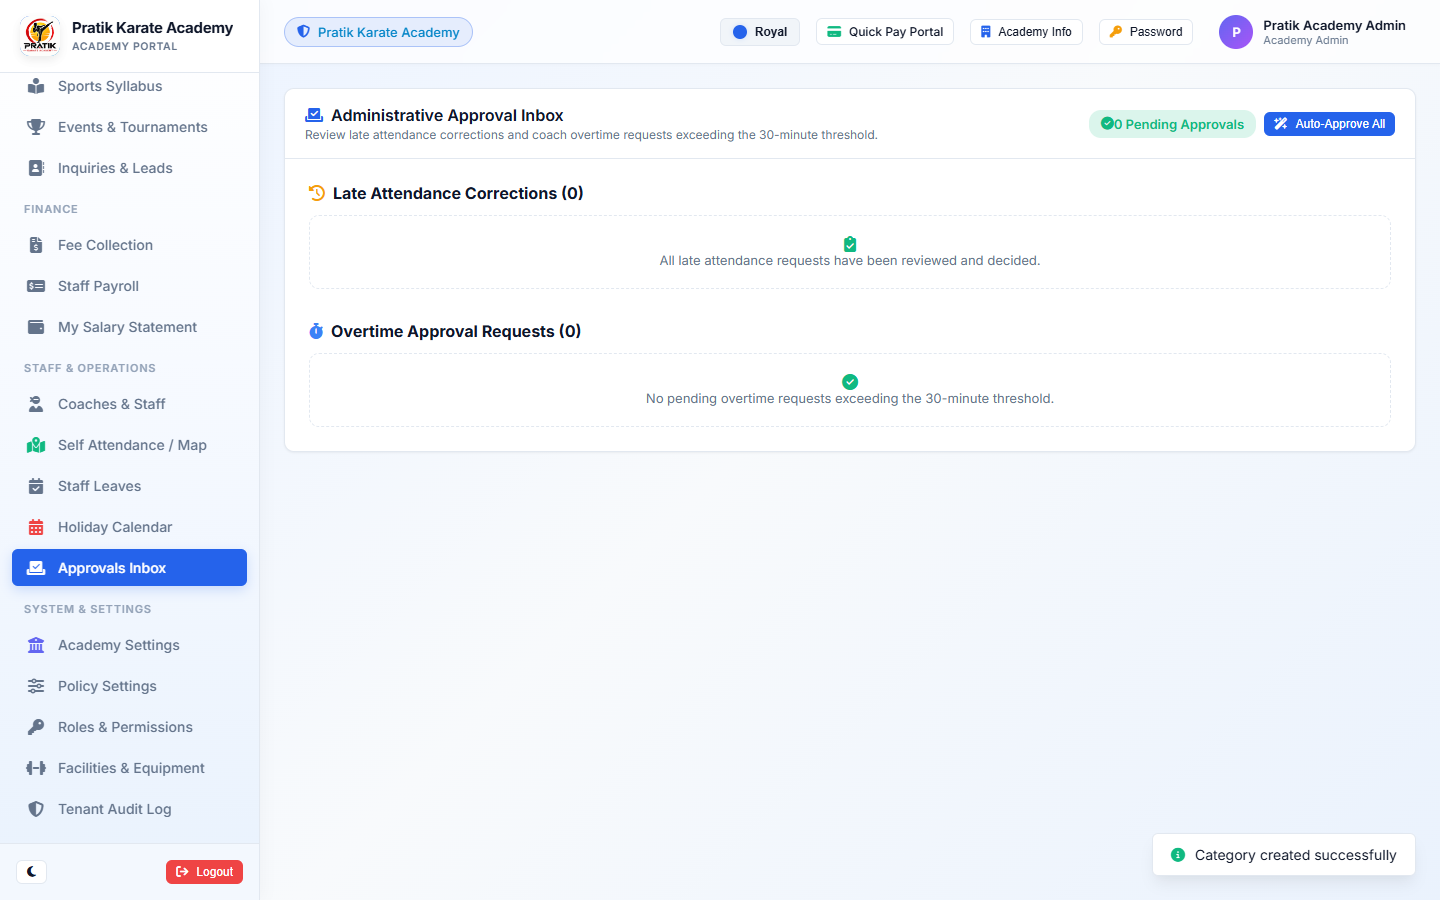 Pratik Karate Academy
ACADEMY PORTAL
PRATIK
Sports Syllabus
Events & Tournaments
Inquiries & Leads
FINANCE
Fee Collection
Staff Payroll
My Salary Statement
STAFF & OPERATIONS
Coaches & Staff
Self Attendance / Map
Staff Leaves
Holiday Calendar
Approvals Inbox
SYSTEM & SETTINGS
Academy Settings
Policy Settings
Roles & Permissions
Facilities & Equipment
Tenant Audit Log
Logout
Pratik Karate Academy
Royal
Quick Pay Portal
Academy Info
Password
P
Pratik Academy Admin
Academy Admin
Administrative Approval Inbox
Review late attendance corrections and coach overtime requests exceeding the 30-minute threshold.
0 Pending Approvals
Auto-Approve All
Late Attendance Corrections (0)
All late attendance requests have been reviewed and decided.
Overtime Approval Requests (0)
No pending overtime requests exceeding the 30-minute threshold.
Category created successfully